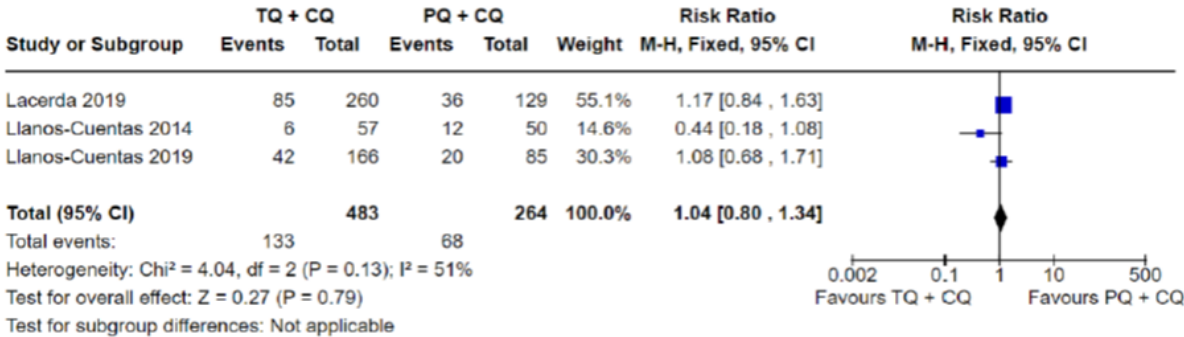 TQ + CQ PQ + CQ Risk Ratio Risk Ratio
Study or Subgroup Events Total Events Total Weight M-H, Fixed, 95% CI M-H, Fixed, 95% CI
Lacerda 2019 85 260 36 129 55.1% 1.17 [0.84 , 1.63]
Llanos-Cuentas 2014 6 57 12 50 14.6% 0.44 [0.18 , 1.08]
Llanos-Cuentas 2019 42 166 20 85 30.3% 1.08 [0.68 , 1.71]
Total (95% CI) 483 264 100.0% 1.04 [0.80 , 1.34]
Total events: 133 68
Heterogeneity: Chi² = 4.04, df = 2 (P = 0.13); I² = 51%
0.002 0.1 1 10 500
Test for overall effect: Z = 0.27 (P = 0.79) Favours TQ + CQ Favours PQ + CQ
Test for subgroup differences: Not applicable